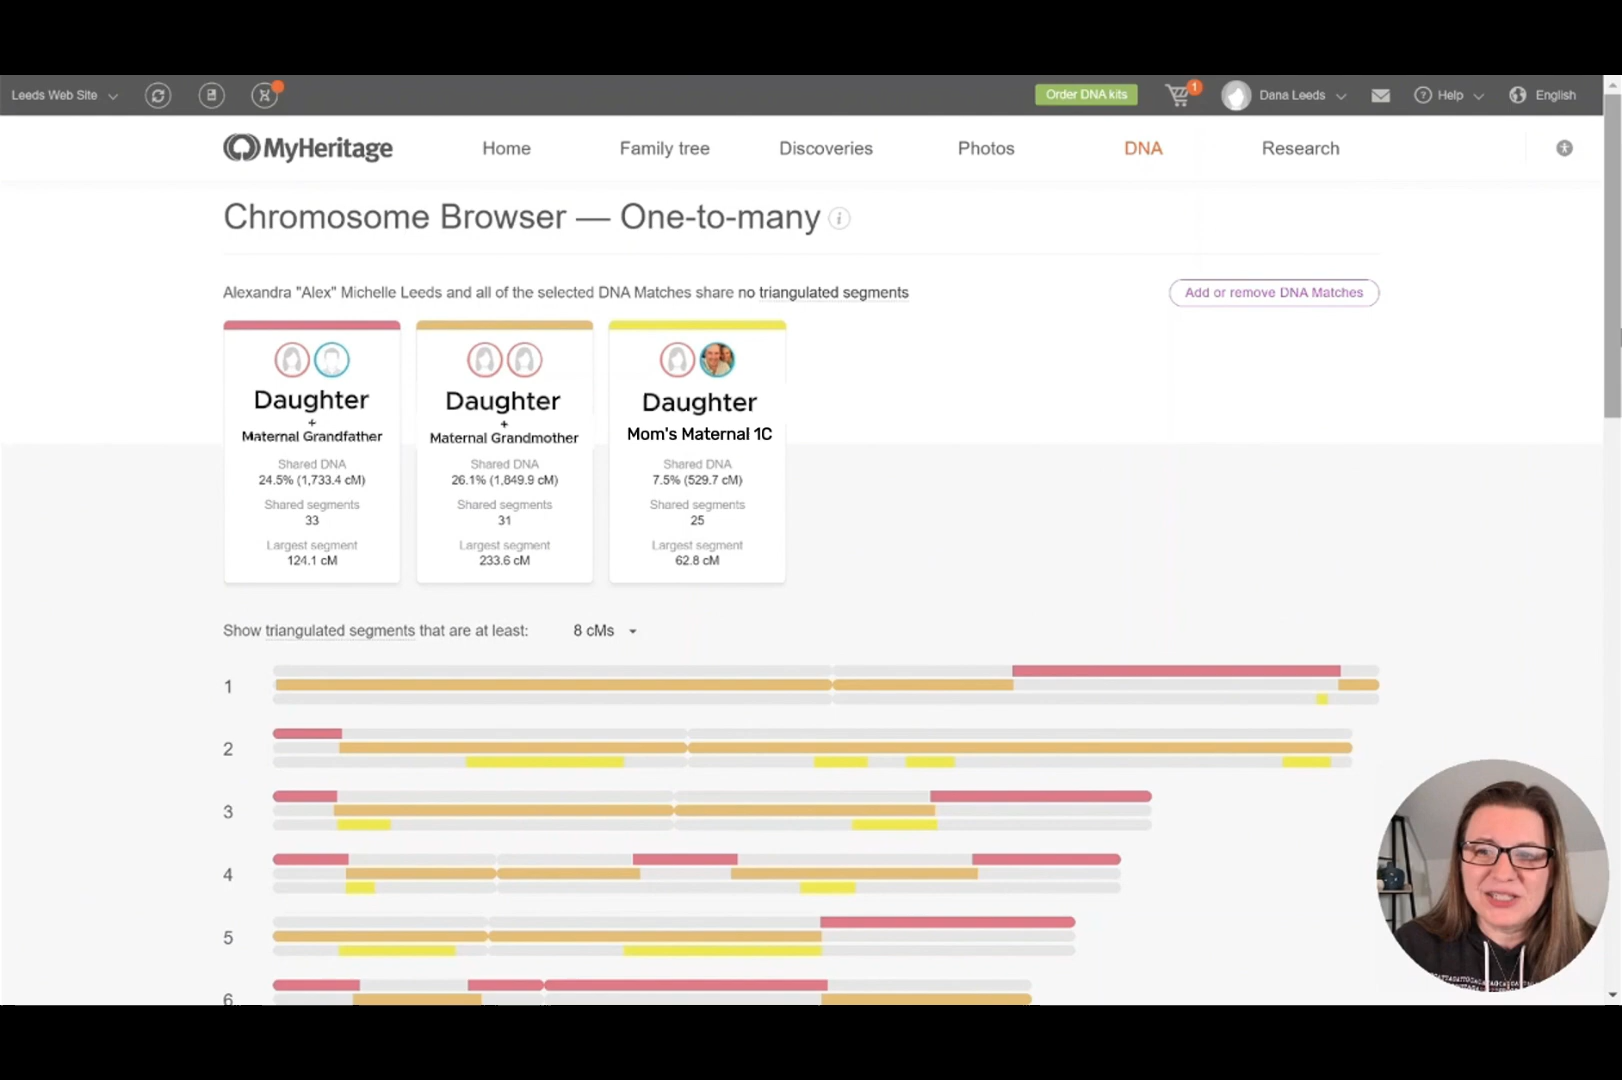 Leeds Web Site
Order DNA kits
1
Dana Leeds
Help
English
MyHeritage
Home
Family tree
Discoveries
Photos
DNA
Research
Chromosome Browser — One-to-many
Alexandra "Alex" Michelle Leeds and all of the selected DNA Matches share no triangulated segments
Add or remove DNA Matches
Daughter
+
Maternal Grandfather
Shared DNA
24.5% (1,733.4 cM)
Shared segments
33
Largest segment
124.1 cM
Daughter
+
Maternal Grandmother
Shared DNA
26.1% (1,849.9 cM)
Shared segments
31
Largest segment
233.6 cM
Daughter
Mom's Maternal 1C
Shared DNA
7.5% (529.7 cM)
Shared segments
25
Largest segment
62.8 cM
Show triangulated segments that are at least: 8 cMs
1
2
3
4
5
6